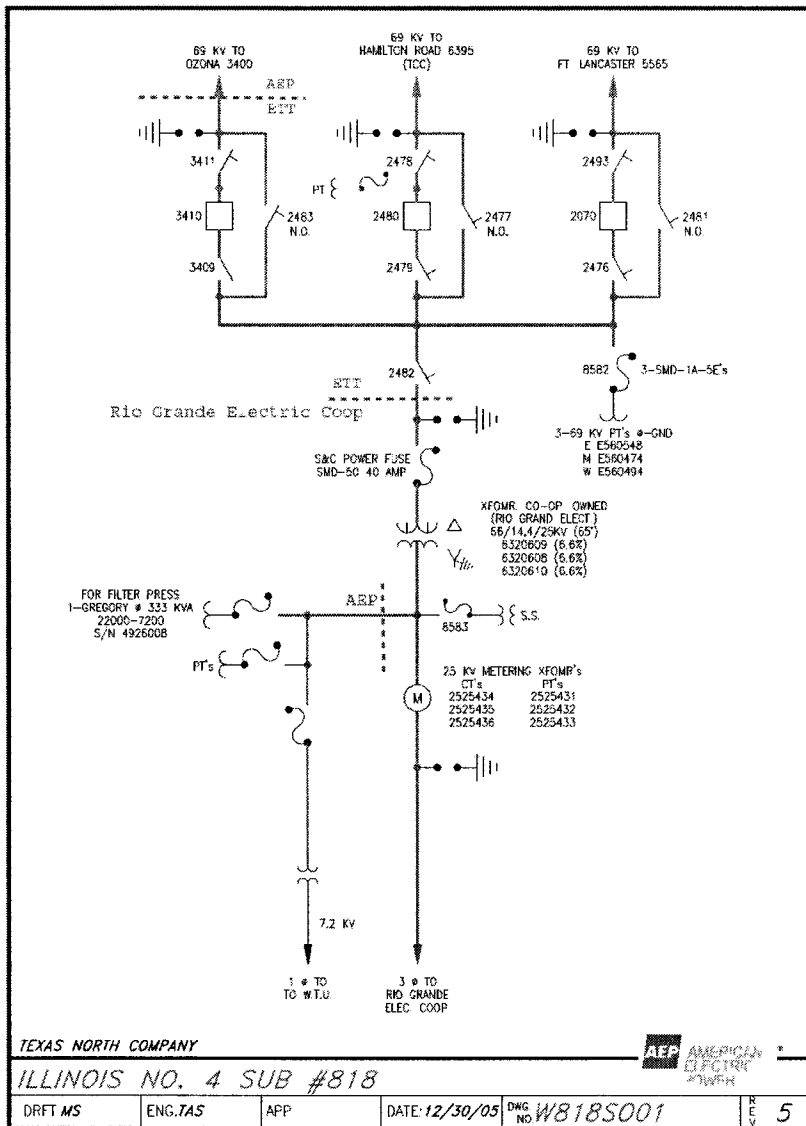 69 KV TO
OZONA 3400
69 KV TO
HAMILTON ROAD 6395
(TCC)
69 KV TO
FT LANCASTER 5565
AEP
ETT
3411
3410
3409
2483
N.O.
PT
2478
2480
2479
2477
N.O.
2493
2070
2476
2481
N.O.
2482
ETT
Rio Grande Electric Coop
8582
3-SMD-1A-5E's
3-69 KV PT's ø-GND
E E560548
M E560474
W E560494
S&C POWER FUSE
SMD-50 40 AMP
XFOMR. CO-OP OWNED
(RIO GRAND ELECT)
66/14.4/25KV (65°)
6320609 (6.6%)
6320608 (6.6%)
6320610 (6.6%)
FOR FILTER PRESS
1-GREGORY ø 333 KVA
22000-7200
S/N 4926008
AEP
8583
S.S.
PT's
25 KV METERING XFOMR's
CT's PT's
M
2525434 2525431
2525435 2525432
2525436 2525433
7.2 KV
1 ø TO
TO W.T.U.
3 ø TO
RIO GRANDE
ELEC COOP
TEXAS NORTH COMPANY
AEP AMERICAN
ELECTRIC
POWER
ILLINOIS NO. 4 SUB #818
DRFT MS ENG. TAS APP DATE: 12/30/05 DWG. NO. W818S001 REV 5